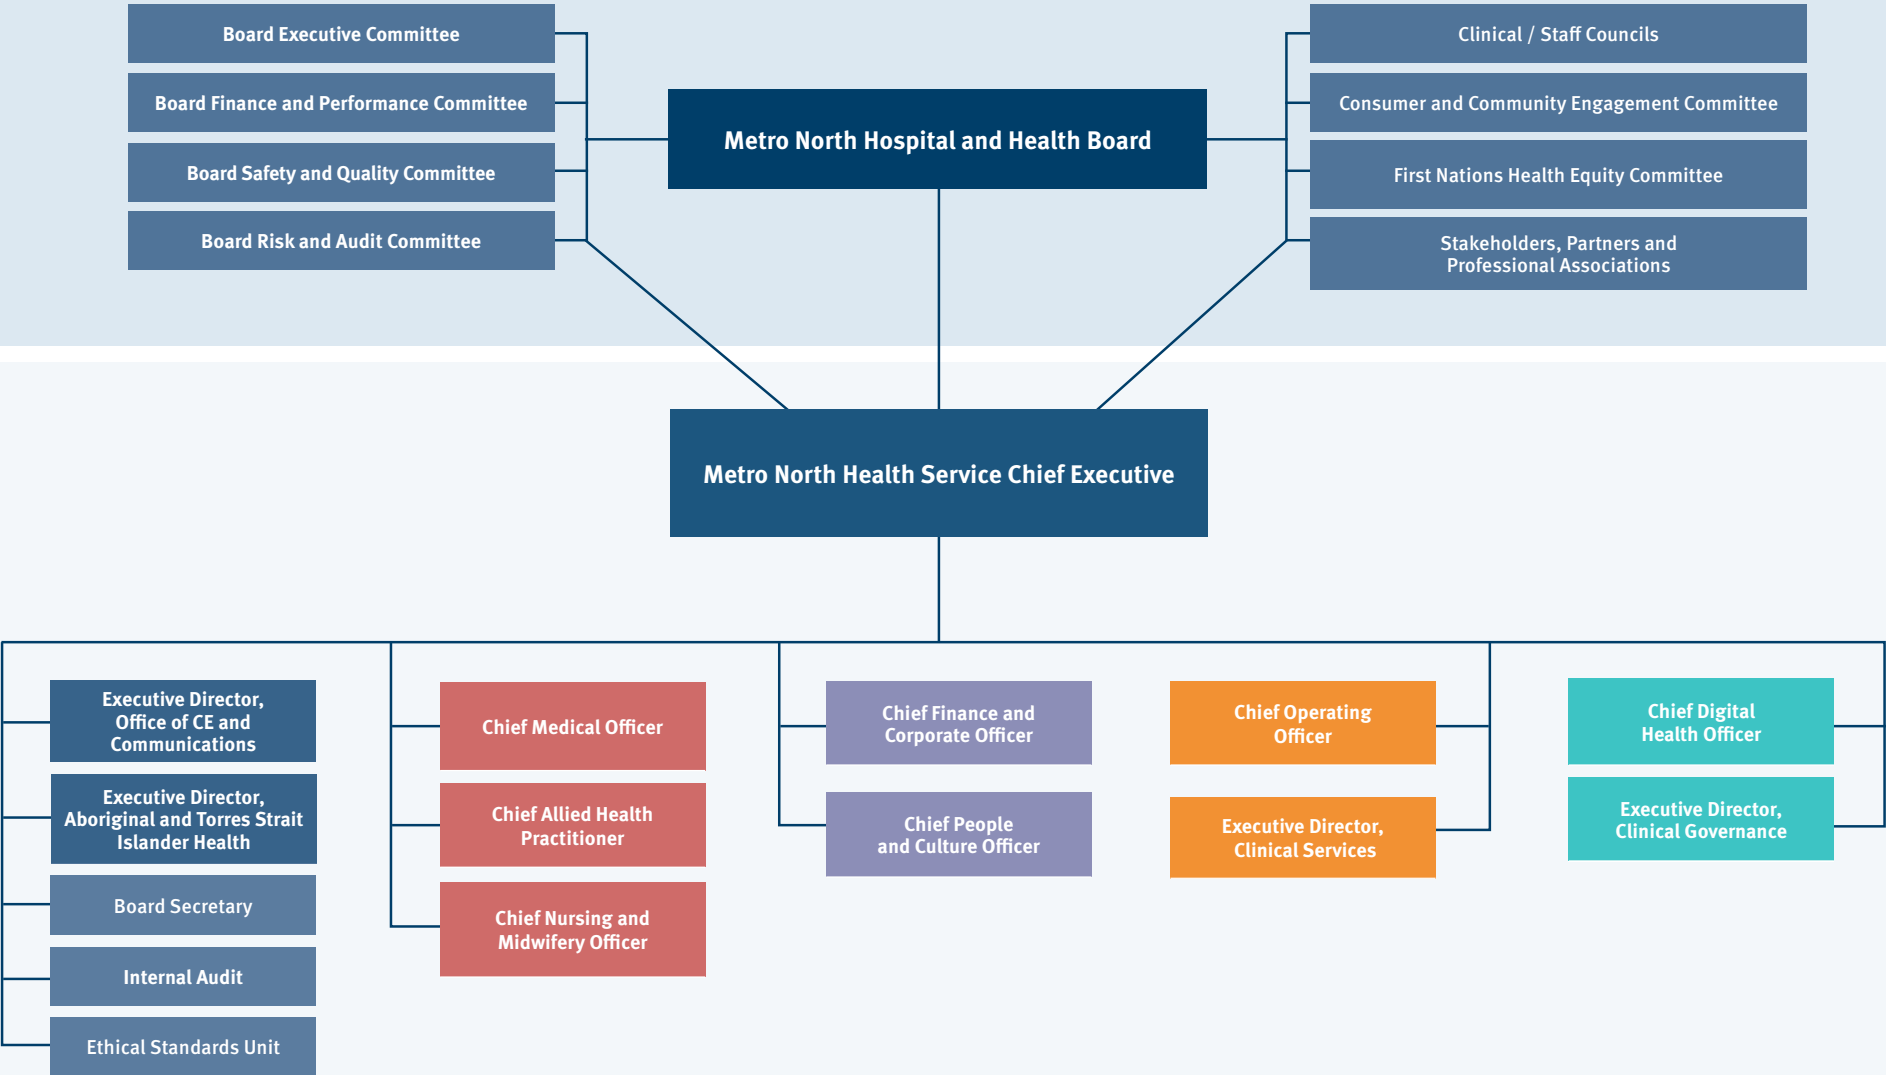 Board Executive Committee
Board Finance and Performance Committee
Board Safety and Quality Committee
Board Risk and Audit Committee
Metro North Hospital and Health Board
Clinical / Staff Councils
Consumer and Community Engagement Committee
First Nations Health Equity Committee
Stakeholders, Partners and
Professional Associations
Metro North Health Service Chief Executive
Executive Director,
Office of CE and
Communications
Executive Director,
Aboriginal and Torres Strait
Islander Health
Board Secretary
Internal Audit
Ethical Standards Unit
Chief Medical Officer
Chief Allied Health
Practitioner
Chief Nursing and
Midwifery Officer
Chief Finance and
Corporate Officer
Chief People
and Culture Officer
Chief Operating
Officer
Executive Director,
Clinical Services
Chief Digital
Health Officer
Executive Director,
Clinical Governance